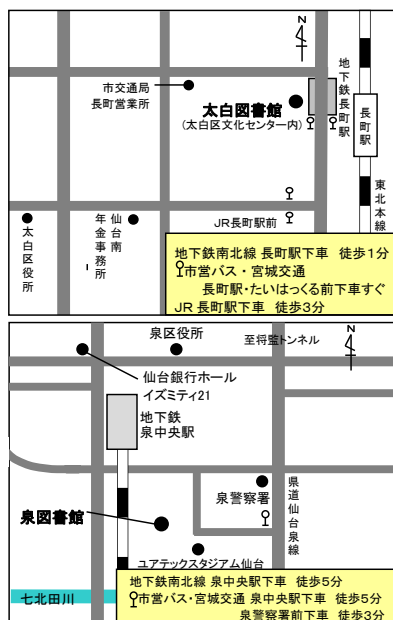 N
市交通局
長町営業所
太白図書館
(太白区文化センター内)
地下鉄長町駅
長町駅
東北本線
JR長町駅前
太白区役所
仙台南
年金事務所
地下鉄南北線 長町駅下車 徒歩1分
市営バス・宮城交通
長町駅・たいはっくる前下車すぐ
JR 長町駅下車 徒歩3分
泉区役所
至将監トンネル
N
仙台銀行ホール
イズミティ21
地下鉄
泉中央駅
泉警察署
県道仙台泉線
泉図書館
ユアテックスタジアム仙台
七北田川
地下鉄南北線 泉中央駅下車 徒歩5分
市営バス・宮城交通 泉中央駅下車 徒歩5分
泉警察署前下車 徒歩3分